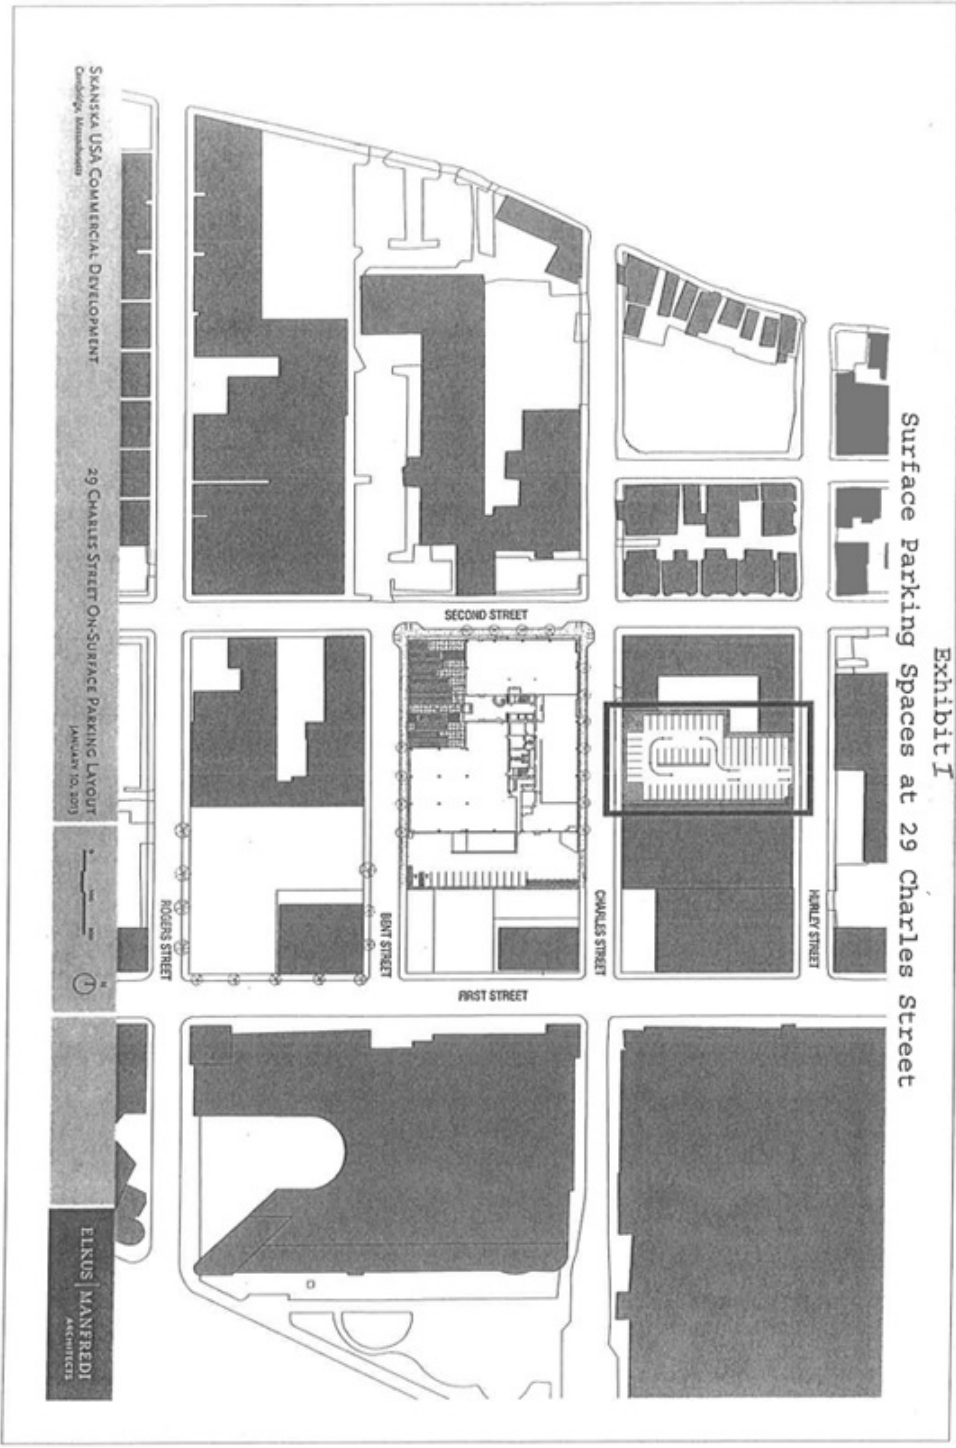 Exhibit 1
Surface Parking Spaces at 29 Charles Street
HURLEY STREET
CHARLES STREET
SECOND STREET
FIRST STREET
BENT STREET
ROGERS STREET
SKANSKA USA COMMERCIAL DEVELOPMENT
Cambridge, Massachusetts
29 CHARLES STREET ON-SURFACE PARKING LAYOUT
JANUARY 10, 2013
N
ELKUS | MANFREDI
ARCHITECTS